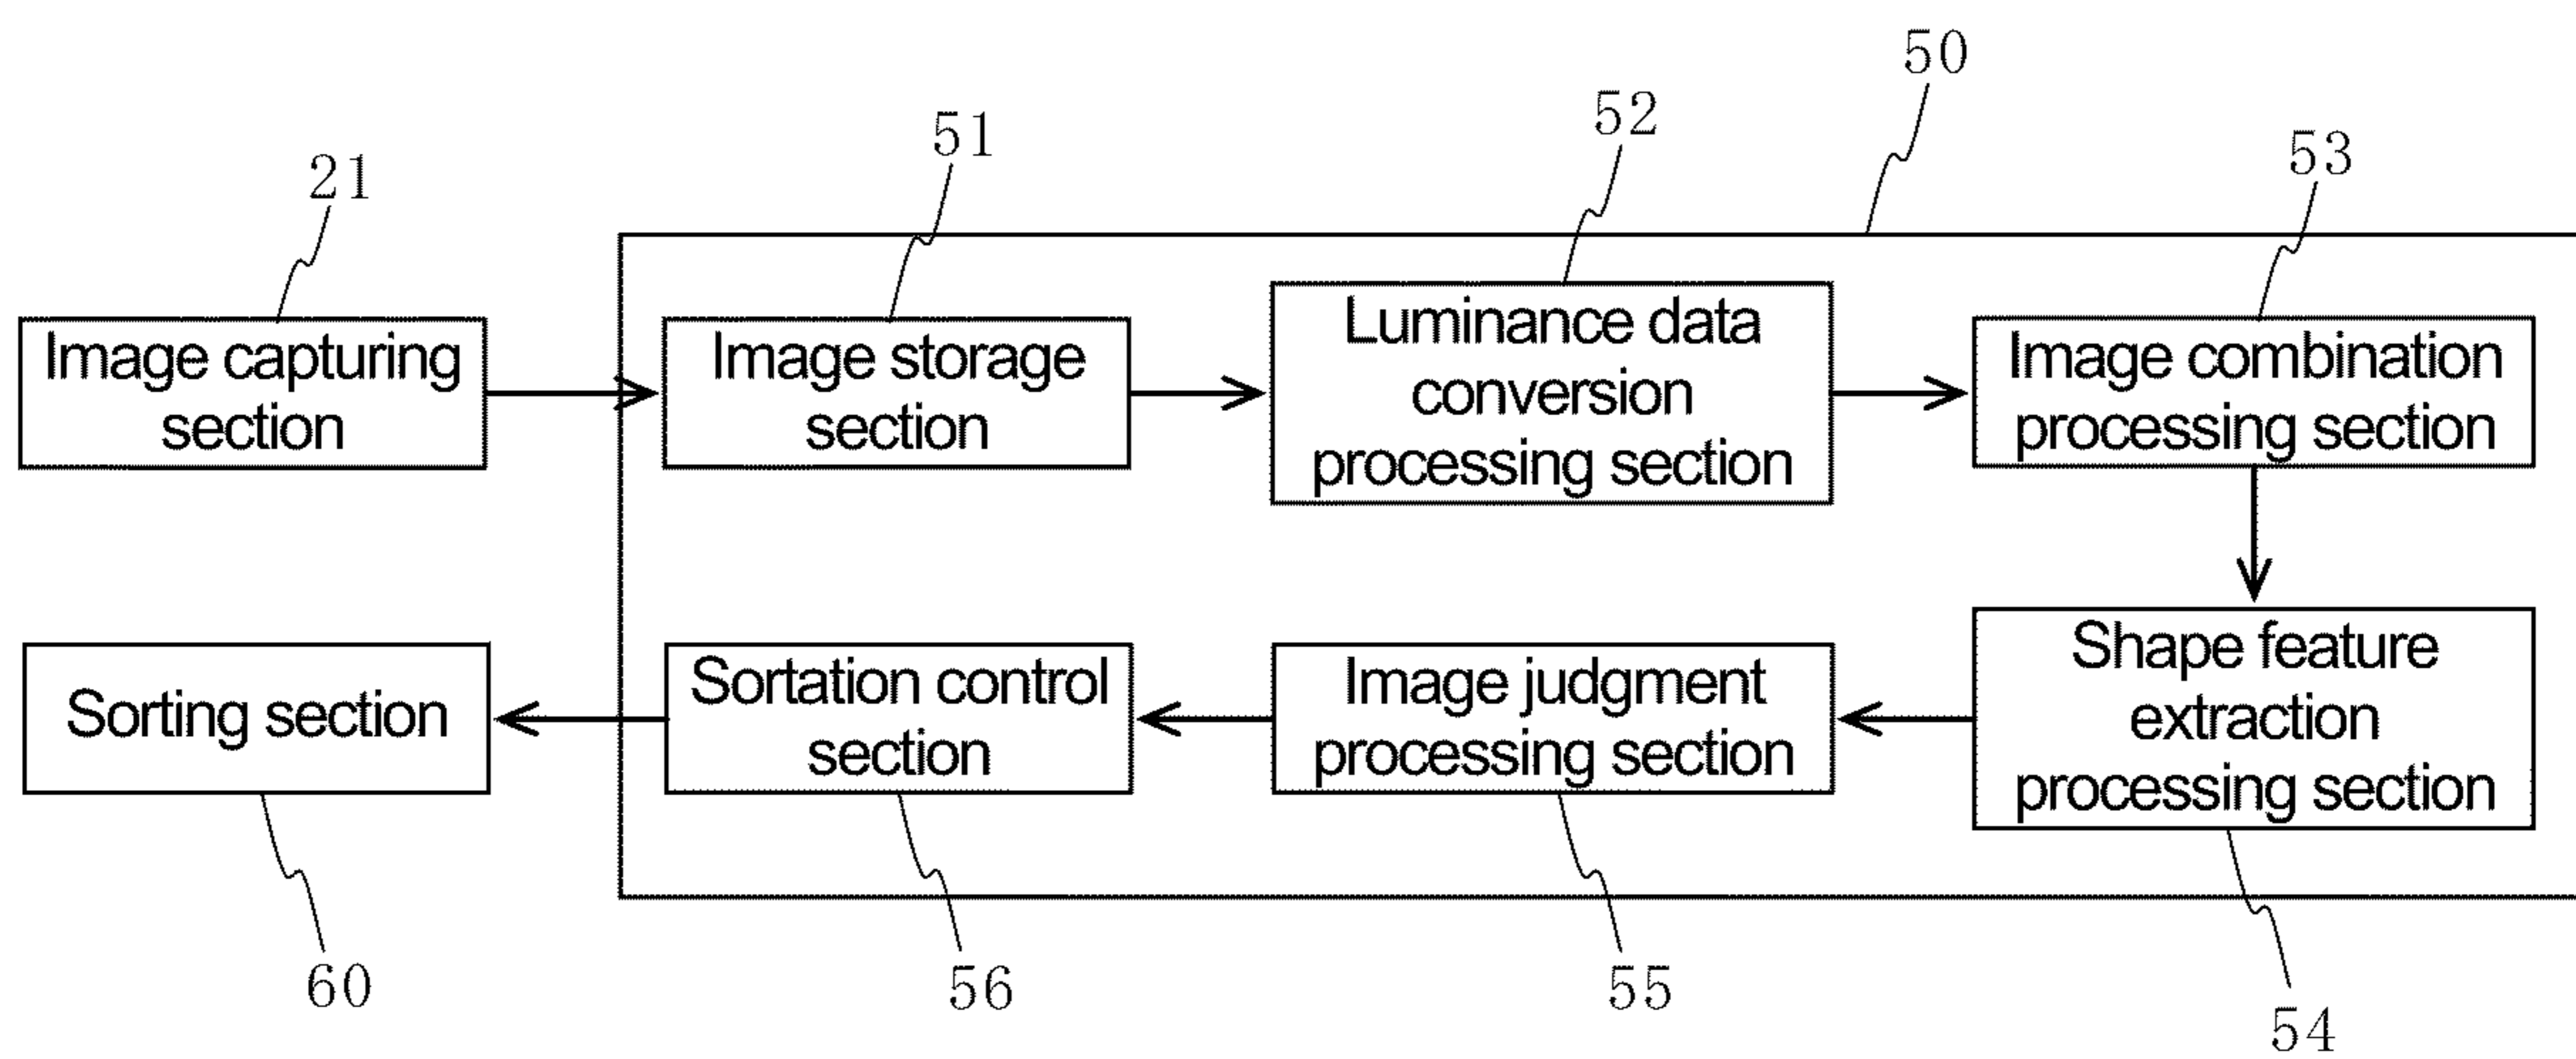 50
52
51
53
21
Image capturing
section
Image storage
section
Luminance data
conversion
processing section
Image combination
processing section
Sorting section
Sortation control
section
Image judgment
processing section
Shape feature
extraction
processing section
60
56
55
54